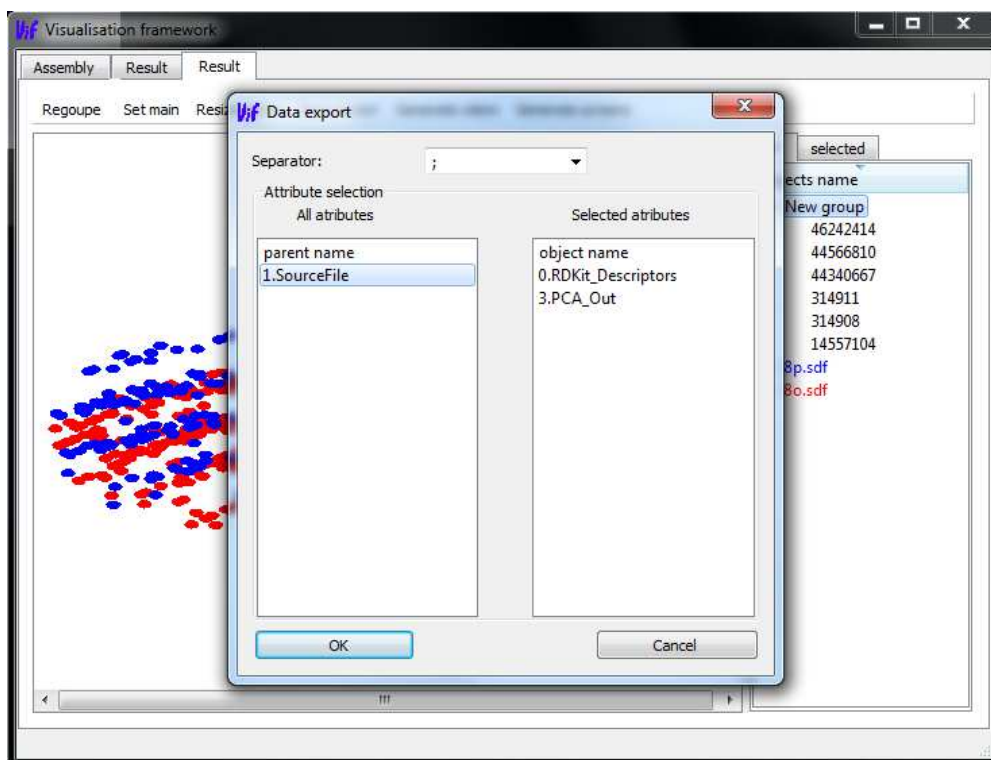 Vif Visualisation framework
Assembly Result Result
Regoupe Set main
Vif Data export
Separator: ;
Attribute selection
All atributes Selected atributes
parent name
1.SourceFile
object name
0.RDKit_Descriptors
3.PCA_Out
OK Cancel
selected
New group
46242414
44566810
44340667
314911
314908
14557104
8p.sdf
8o.sdf